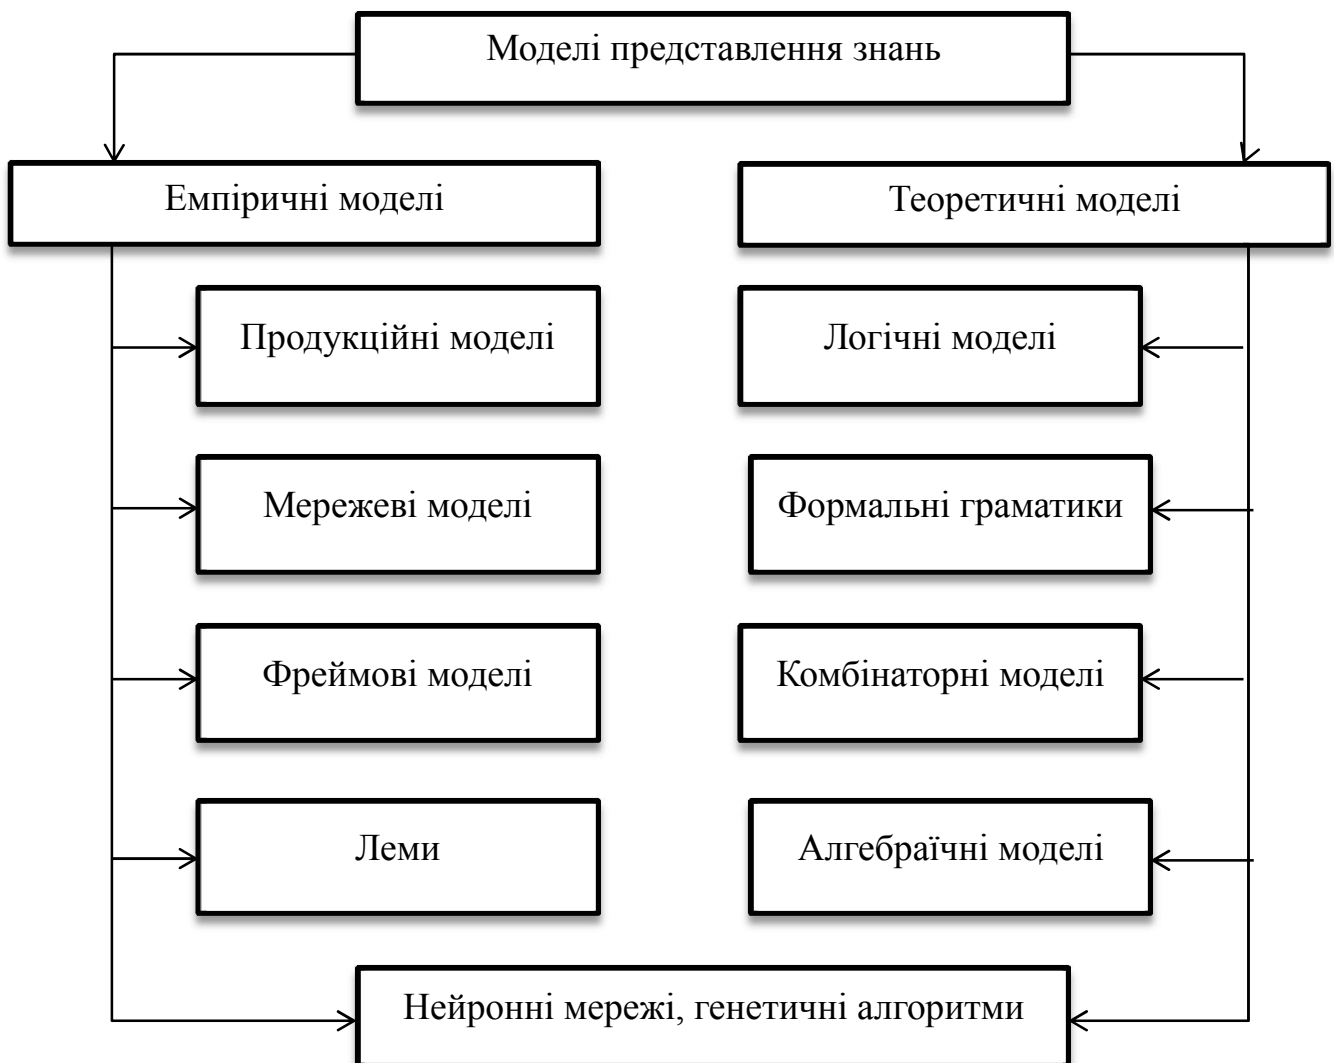 Моделі представлення знань
Емпіричні моделі
Теоретичні моделі
Продукційні моделі
Логічні моделі
Мережеві моделі
Формальні граматики
Фреймові моделі
Комбінаторні моделі
Леми
Алгебраїчні моделі
Нейронні мережі, генетичні алгоритми